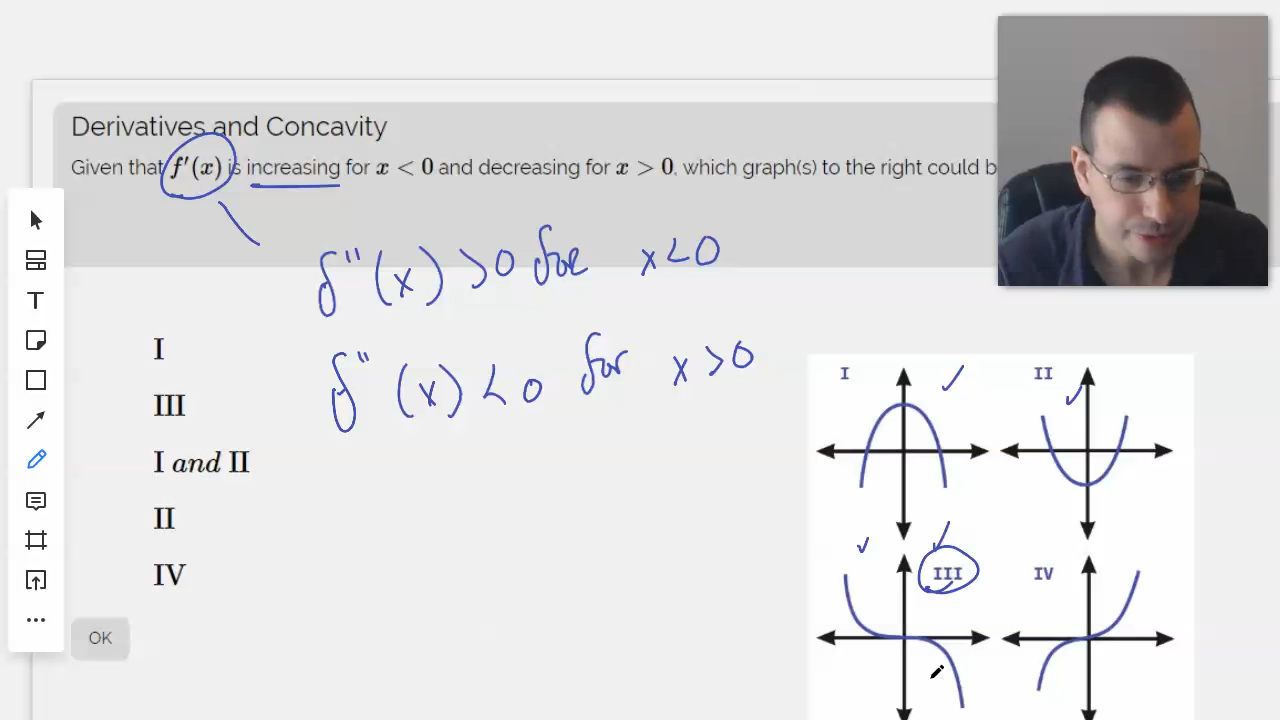 Derivatives and Concavity
Given that f′(x) is increasing for x < 0 and decreasing for x > 0, which graph(s) to the right could b
f″(x) > 0 for x < 0
f″(x) < 0 for x > 0
I
III
I and II
II
IV
OK
I
II
III
IV
T